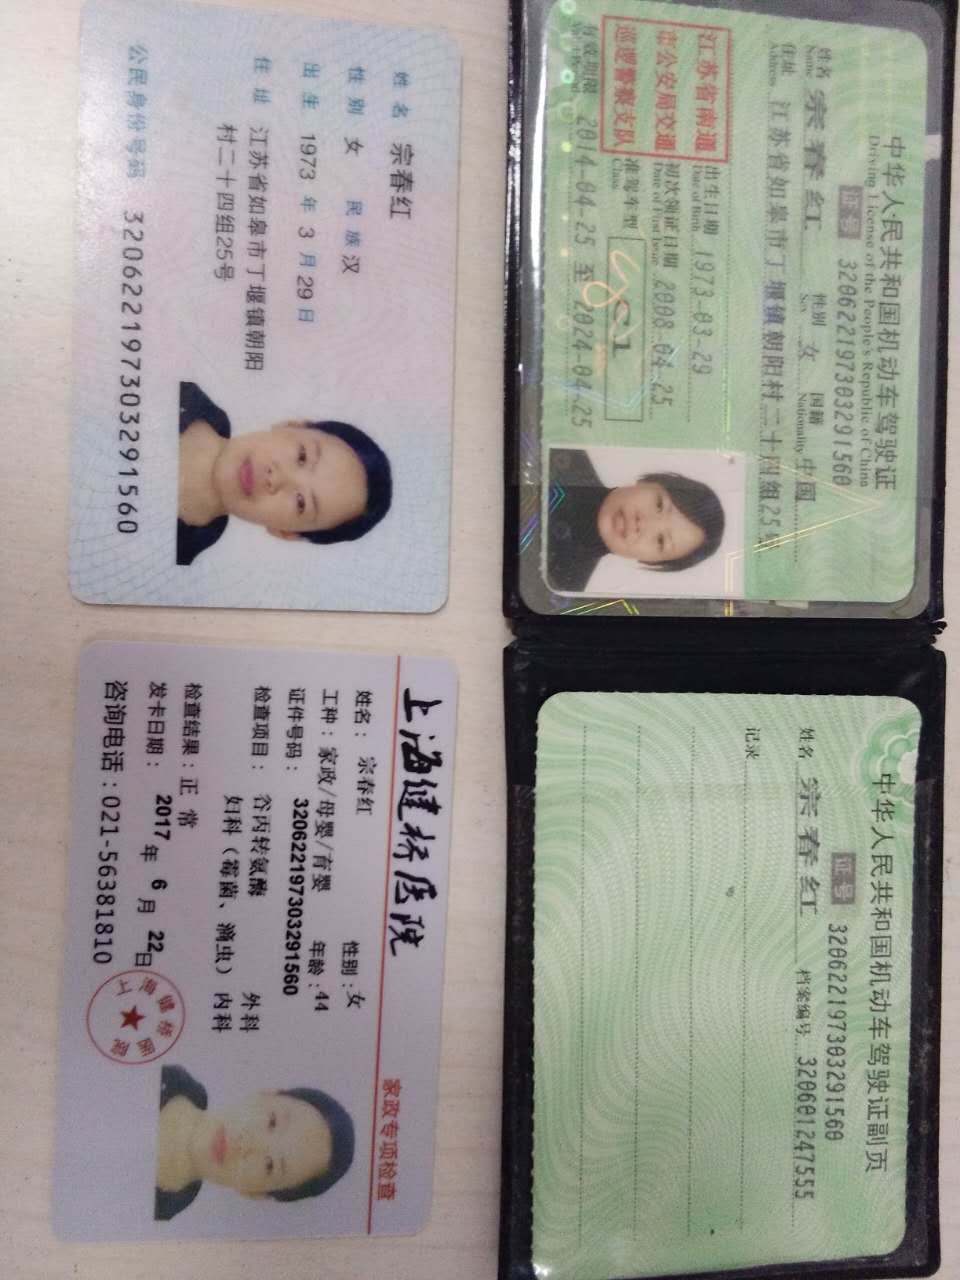 中华人民共和国机动车驾驶证
Driving License of the People's Republic of China
证号 320622197303291560
姓名 Name 宗春红 性别 Sex 女 国籍 Nationality 中国
住址 Address 江苏省如皋市丁堰镇朝阳村二十四组25号
江苏省南通
市公安局交通
巡逻警察支队
出生日期 Date of Birth 1973-03-29
初次领证日期 Date of First Issue 2008-04-25
准驾车型 Class C1
有效期限 Valid Period 2014-04-25 至 2024-04-25
中华人民共和国机动车驾驶证副页
证号 320622197303291560
姓名 宗春红 档案编号 320601247555
记录
姓名 宗春红
性别 女 民族 汉
出生 1973 年 3 月 29 日
住址 江苏省如皋市丁堰镇朝阳
村二十四组25号
公民身份号码 320622197303291560
上海健桥医院
家政专项检查
姓名：宗春红 性别：女
工种：家政/母婴/育婴 年龄：44
证件号码：320622197303291560
检查项目：谷丙转氨酶 外科
妇科（霉菌、滴虫）内科
检查结果：正 常
发卡日期：2017 年 6 月 22日
咨询电话：021-56381810
上海健桥医院